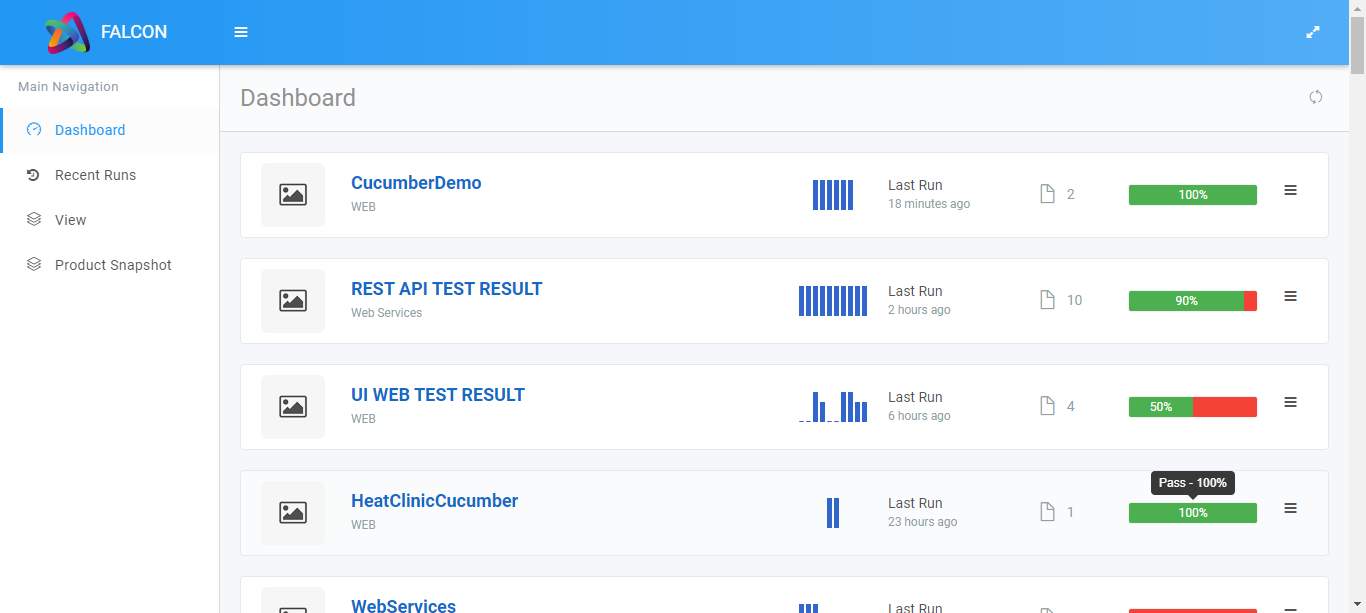 FALCON
Main Navigation
Dashboard
Recent Runs
View
Product Snapshot
Dashboard
CucumberDemo
WEB
Last Run
18 minutes ago
2
100%
REST API TEST RESULT
Web Services
Last Run
2 hours ago
10
90%
UI WEB TEST RESULT
WEB
Last Run
6 hours ago
4
50%
HeatClinicCucumber
WEB
Last Run
23 hours ago
1
Pass - 100%
100%
WebServices
Last Run